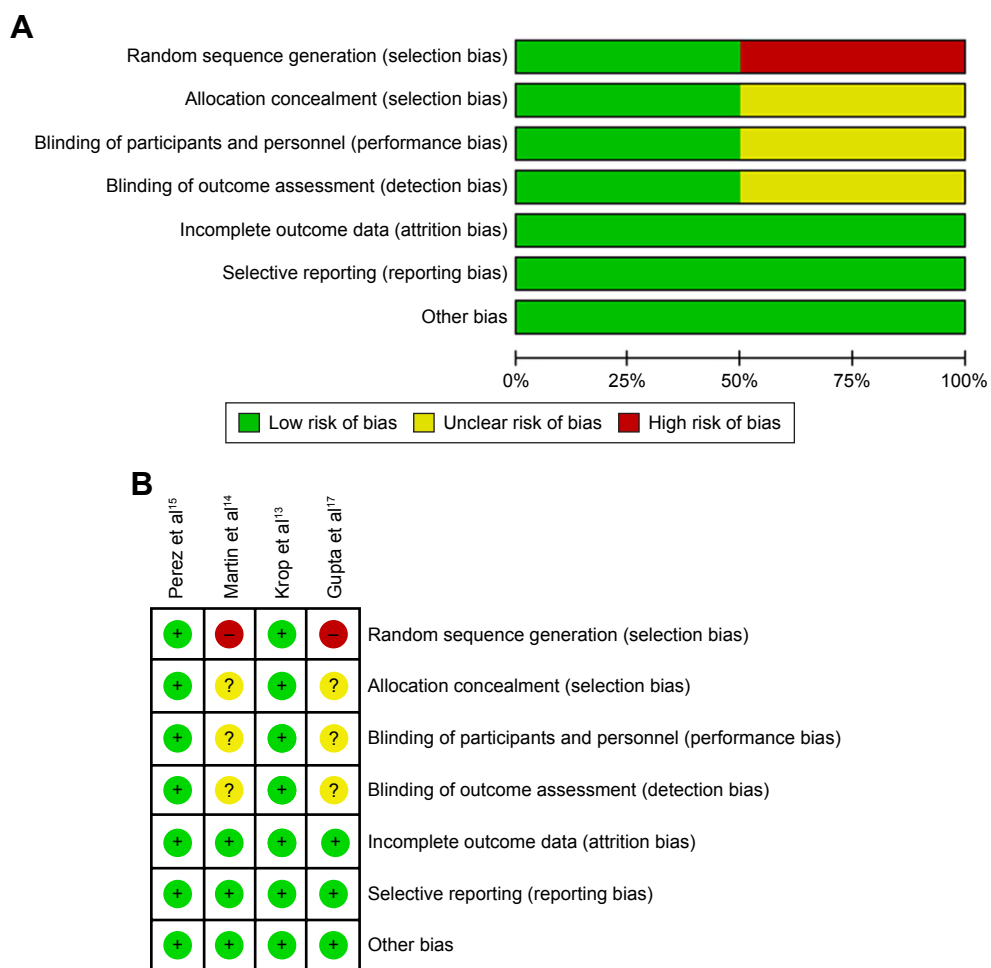 A
Random sequence generation (selection bias)
Allocation concealment (selection bias)
Blinding of participants and personnel (performance bias)
Blinding of outcome assessment (detection bias)
Incomplete outcome data (attrition bias)
Selective reporting (reporting bias)
Other bias
0% 25% 50% 75% 100%
Low risk of bias Unclear risk of bias High risk of bias
B
Perez et al¹⁵
Martin et al¹⁴
Krop et al¹³
Gupta et al¹⁷
+ – + – Random sequence generation (selection bias)
+ ? + ? Allocation concealment (selection bias)
+ ? + ? Blinding of participants and personnel (performance bias)
+ ? + ? Blinding of outcome assessment (detection bias)
+ + + + Incomplete outcome data (attrition bias)
+ + + + Selective reporting (reporting bias)
+ + + + Other bias